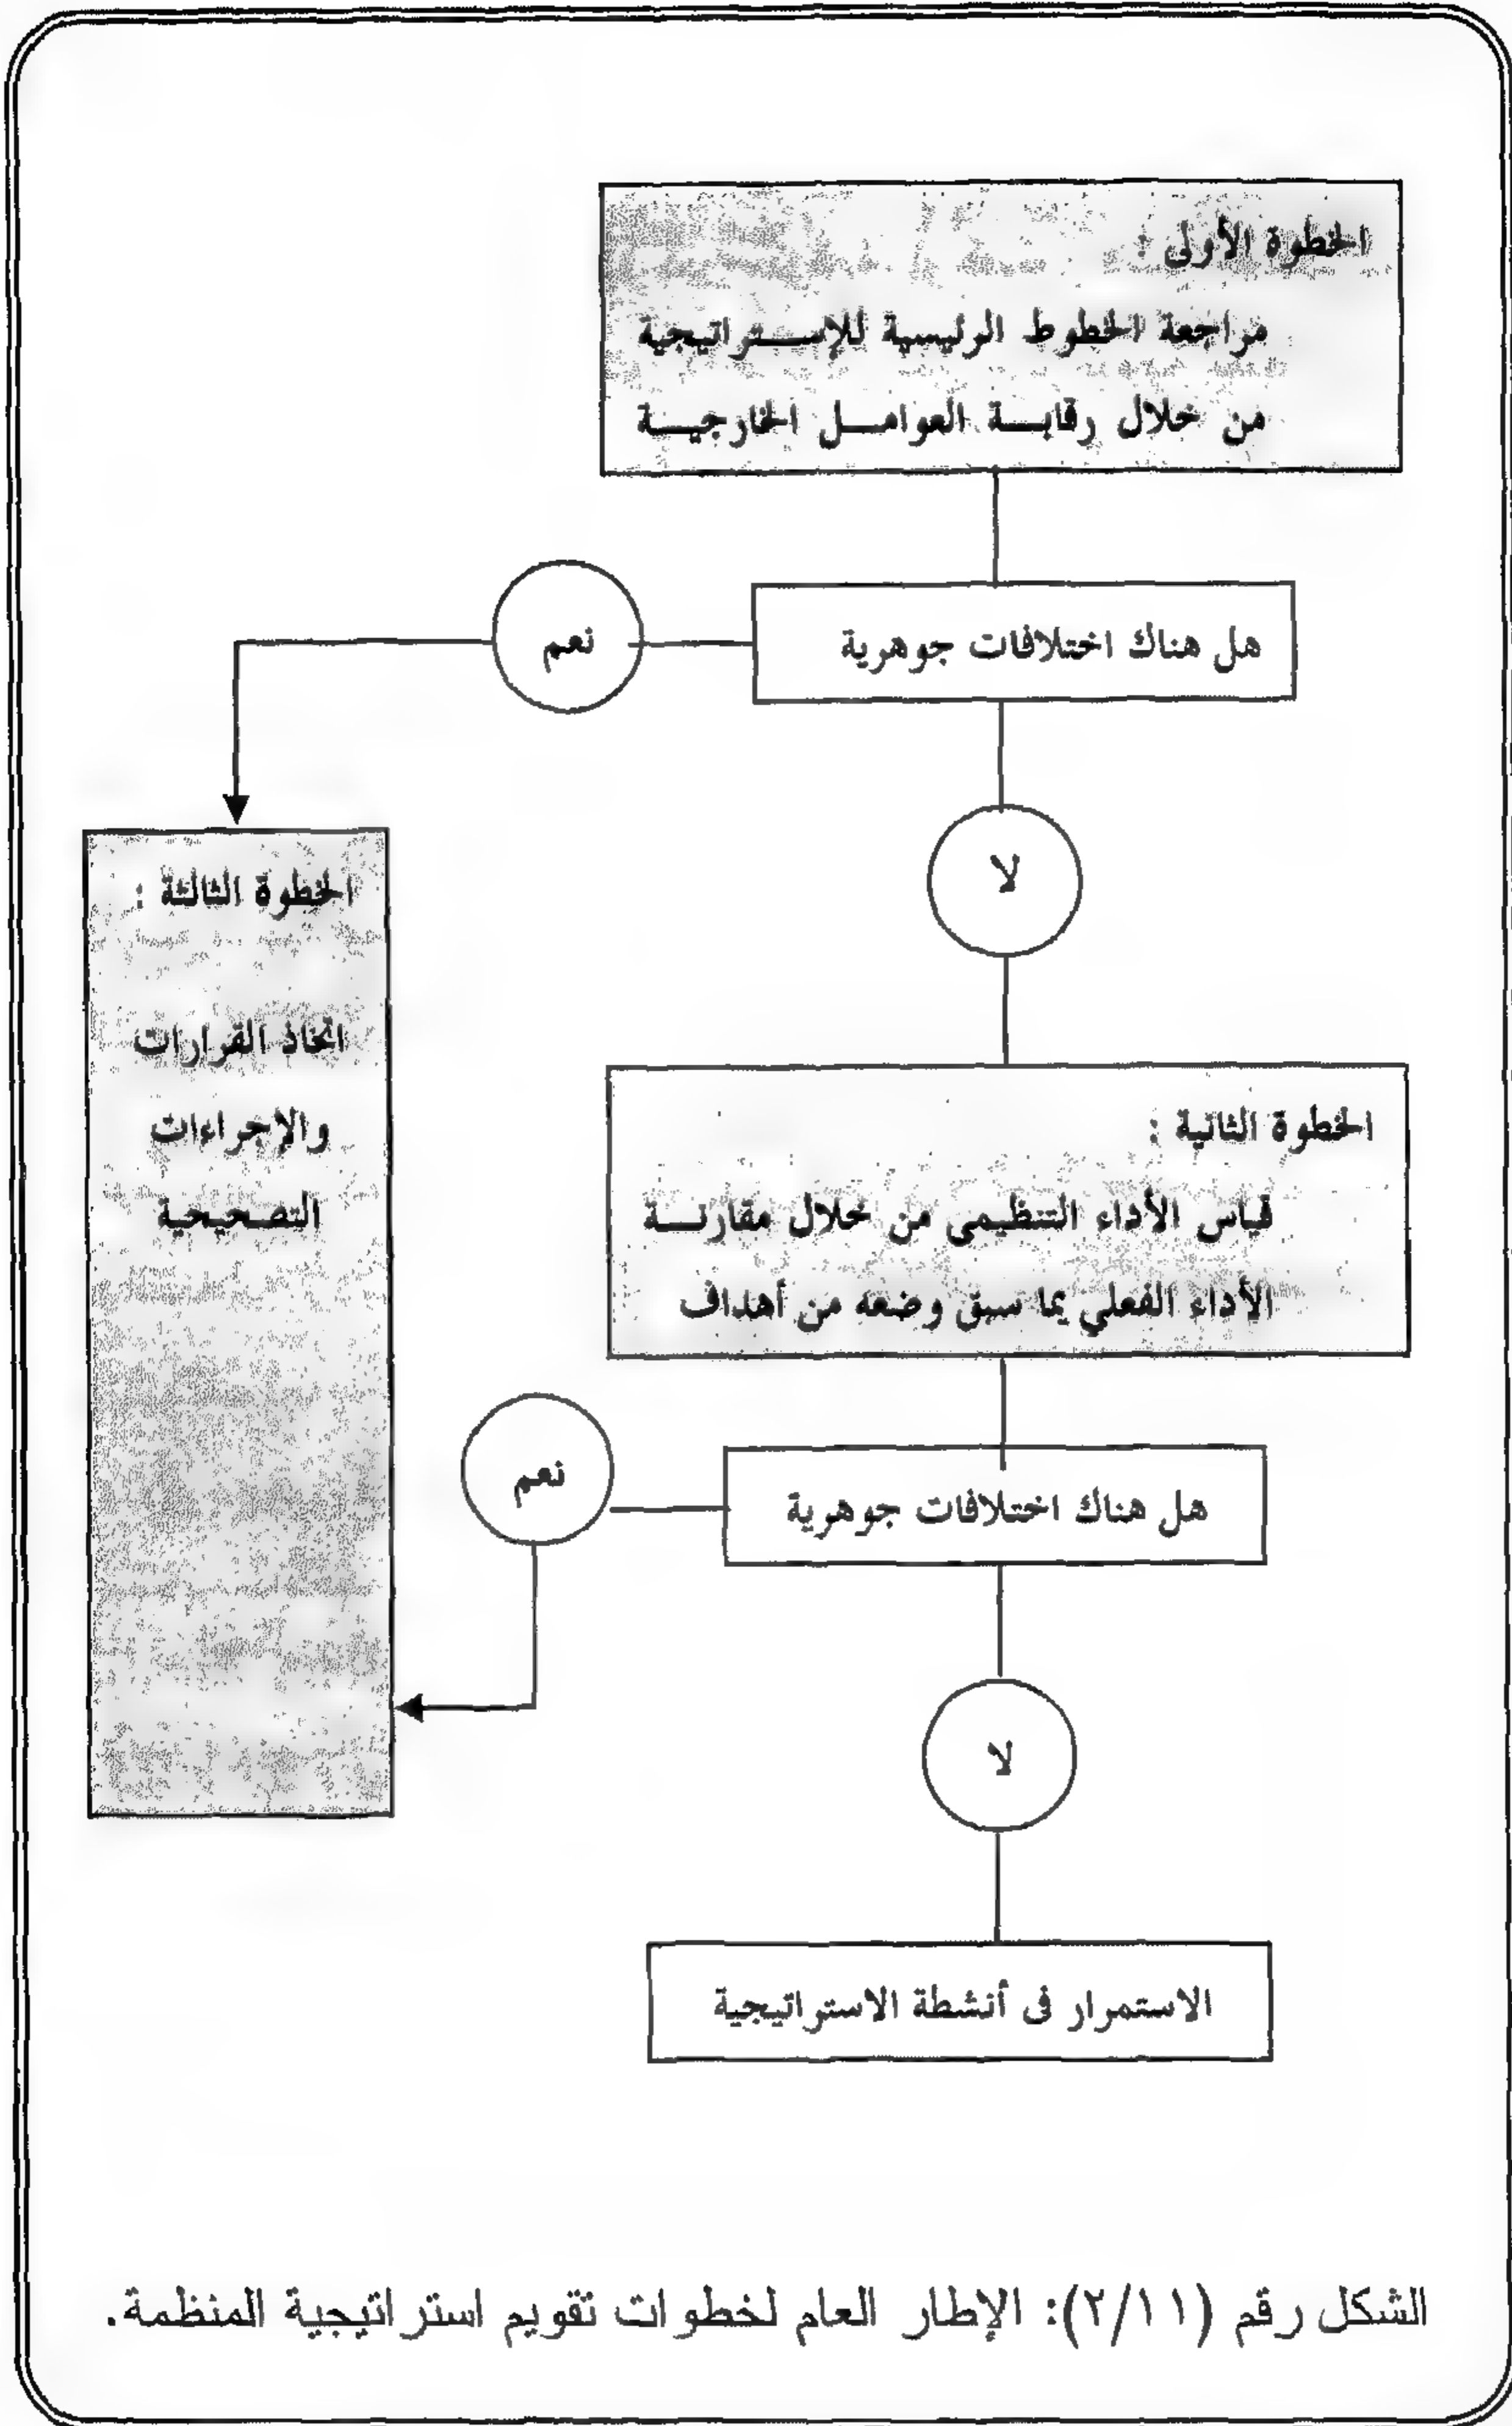 الخطوة الأولى :
مراجعة الخطوط الرئيسية للإستراتيجية
من خلال رقابة العوامل الخارجية
هل هناك اختلافات جوهرية
نعم
لا
الخطوة الثالثة :
اتخاذ القرارات
والإجراءات
التصحيحية
الخطوة الثانية :
قياس الأداء التنظيمى من خلال مقارنة
الأداء الفعلي بما سبق وضعه من أهداف
هل هناك اختلافات جوهرية
نعم
لا
الاستمرار فى أنشطة الاستراتيجية
الشكل رقم (٢/١١): الإطار العام لخطوات تقويم استراتيجية المنظمة.